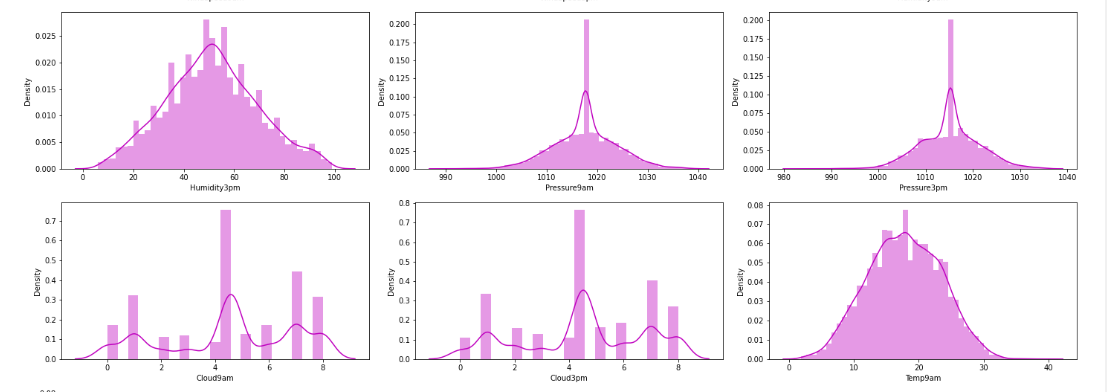 0.025
0.020
0.015
0.010
0.005
0.000
Density
0 20 40 60 80 100
Humidity3pm
0.200
0.175
0.150
0.125
0.100
0.075
0.050
0.025
0.000
Density
990 1000 1010 1020 1030 1040
Pressure9am
0.200
0.175
0.150
0.125
0.100
0.075
0.050
0.025
0.000
Density
980 990 1000 1010 1020 1030 1040
Pressure3pm
0.7
0.6
0.5
0.4
0.3
0.2
0.1
0.0
Density
0 2 4 6 8
Cloud9am
0.8
0.7
0.6
0.5
0.4
0.3
0.2
0.1
0.0
Density
0 2 4 6 8
Cloud3pm
0.08
0.07
0.06
0.05
0.04
0.03
0.02
0.01
0.00
Density
0 10 20 30 40
Temp9am